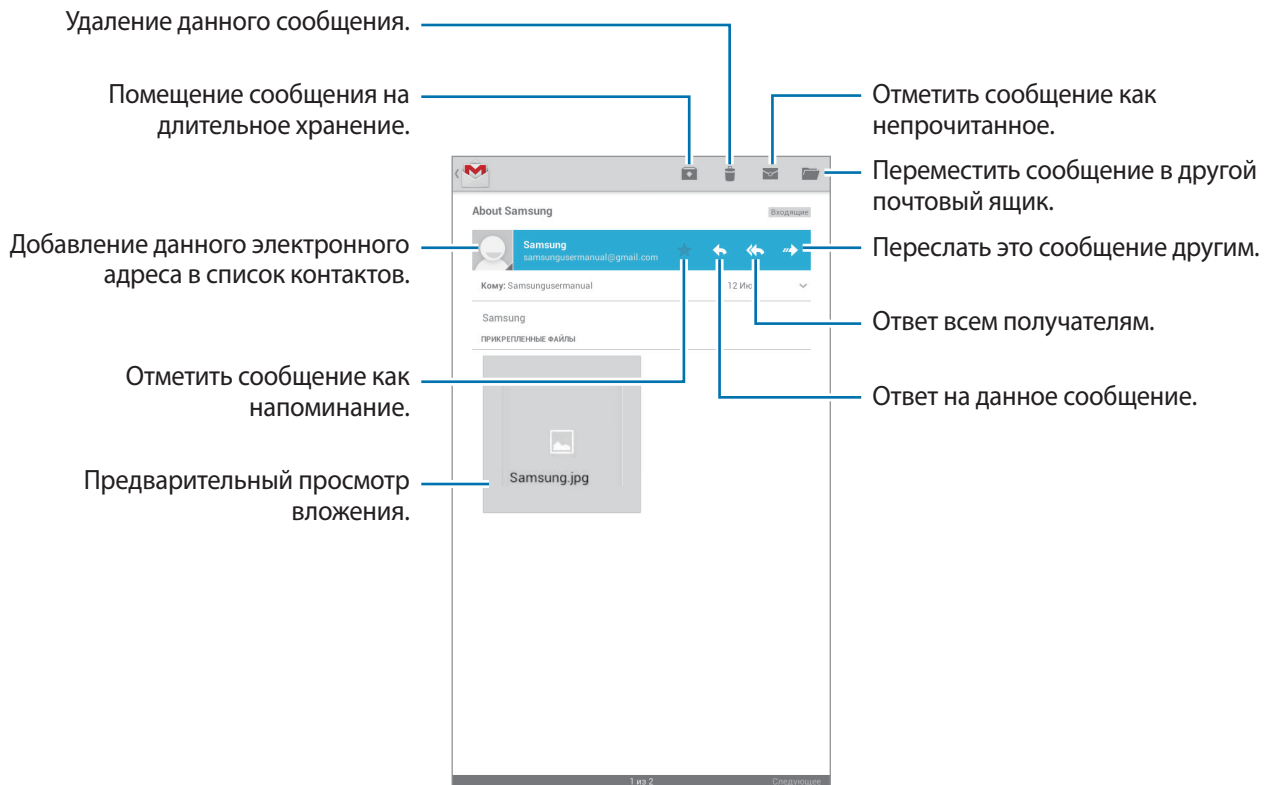 Удаление данного сообщения.
Помещение сообщения на
длительное хранение.
Отметить сообщение как
непрочитанное.
Переместить сообщение в другой
почтовый ящик.
About Samsung
Входящие
Добавление данного электронного
адреса в список контактов.
Samsung
samsungusermanual@gmail.com
Переслать это сообщение другим.
Кому: Samsungusermanual
12
Samsung
ПРИКРЕПЛЕННЫЕ ФАЙЛЫ
Ответ всем получателям.
Отметить сообщение как
напоминание.
Ответ на данное сообщение.
Samsung.jpg
Предварительный просмотр
вложения.
1 из 2
Следующее